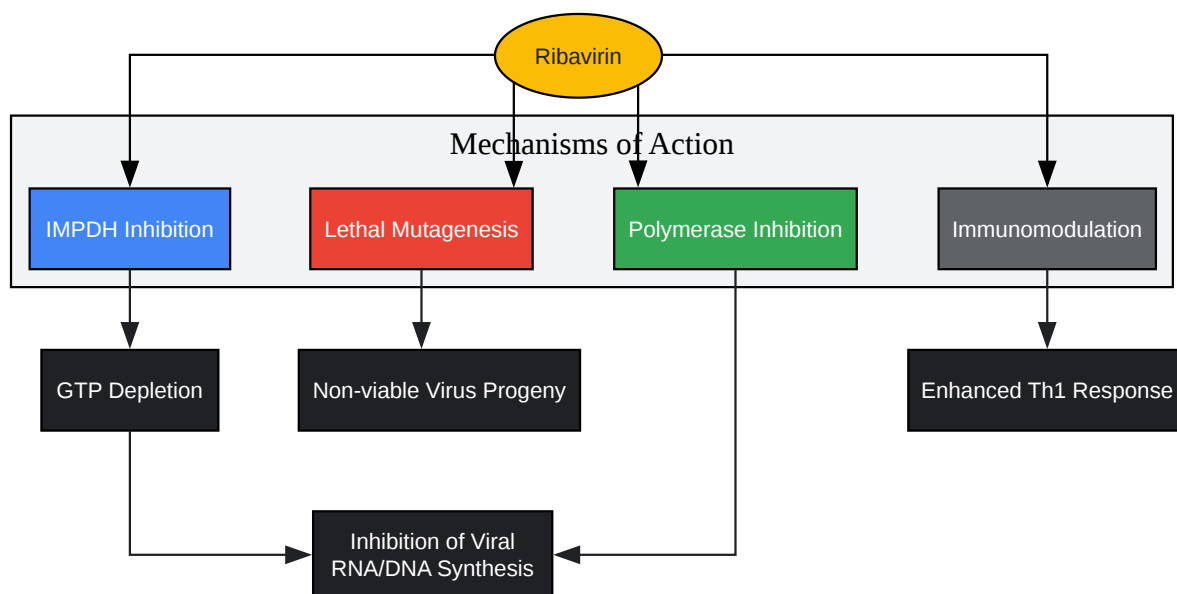 Ribavirin
Mechanisms of Action
IMPDH Inhibition
Lethal Mutagenesis
Polymerase Inhibition
Immunomodulation
GTP Depletion
Non-viable Virus Progeny
Enhanced Th1 Response
Inhibition of Viral
RNA/DNA Synthesis